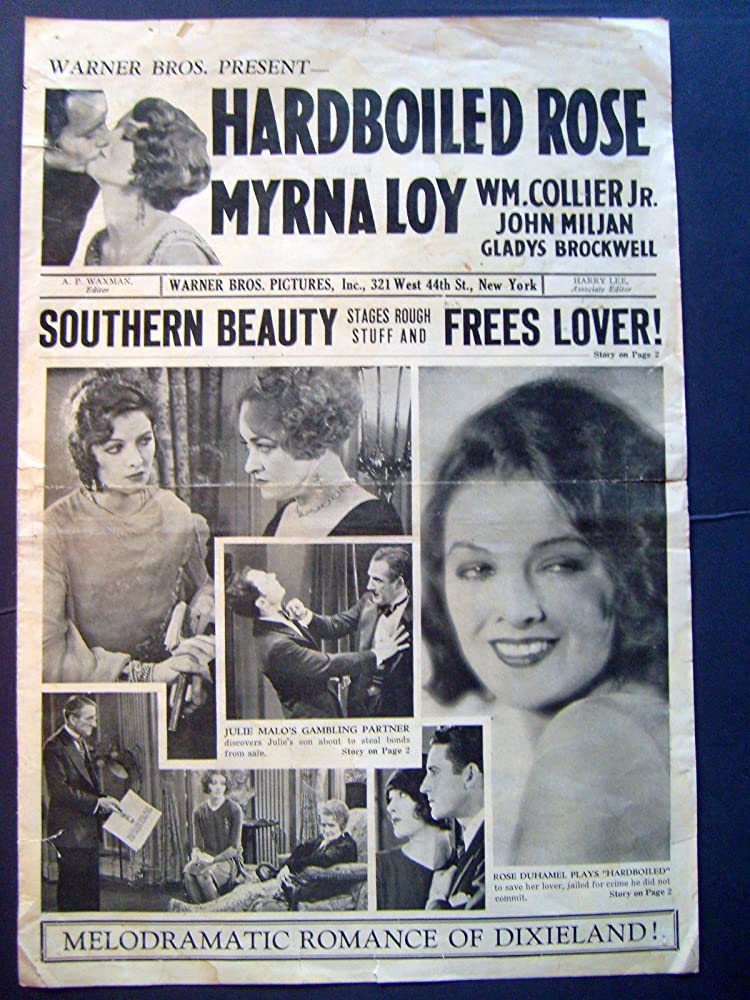 WARNER BROS. PRESENT—
HARDBOILED ROSE
MYRNA LOY
WM. COLLIER Jr.
JOHN MILJAN
GLADYS BROCKWELL
A. P. WAXMAN,
Editor
WARNER BROS. PICTURES, Inc., 321 West 44th St., New York
HARRY LEE,
Associate Editor
SOUTHERN BEAUTY STAGES ROUGH STUFF AND FREES LOVER!
Story on Page 2
JULIE MALO'S GAMBLING PARTNER
discovers Julie's son about to steal bonds
from safe. Story on Page 2
ROSE DUHAMEL PLAYS "HARDBOILED"
to save her lover, jailed for crime he did not
commit. Story on Page 2
MELODRAMATIC ROMANCE OF DIXIELAND!